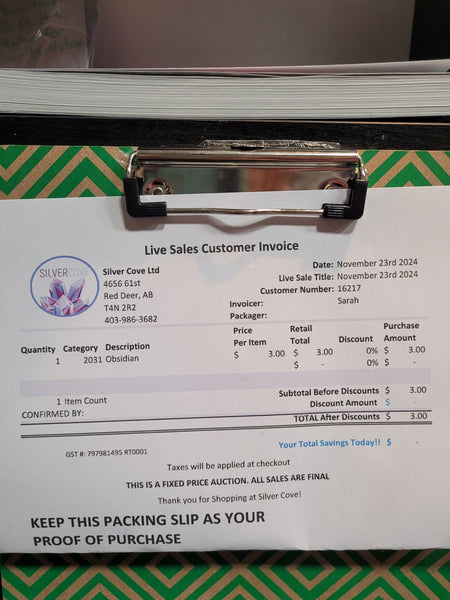 Live Sales Customer Invoice
SILVERCOVE
Silver Cove Ltd
4656 61st
Red Deer, AB
T4N 2R2
403-986-3682
Date: November 23rd 2024
Live Sale Title: November 23rd 2024
Customer Number: 16217
Invoicer: Sarah
Packager:
Quantity Category Description Price Per Item Retail Total Discount Purchase Amount
1 2031 Obsidian $ 3.00 $ 3.00 0% $ 3.00
$ - 0% $ -
1 Item Count
CONFIRMED BY:
Subtotal Before Discounts $ 3.00
Discount Amount $ -
TOTAL After Discounts $ 3.00
Your Total Savings Today!! $ -
GST #: 797981495 RT0001
Taxes will be applied at checkout
THIS IS A FIXED PRICE AUCTION. ALL SALES ARE FINAL
Thank you for Shopping at Silver Cove!
KEEP THIS PACKING SLIP AS YOUR
PROOF OF PURCHASE